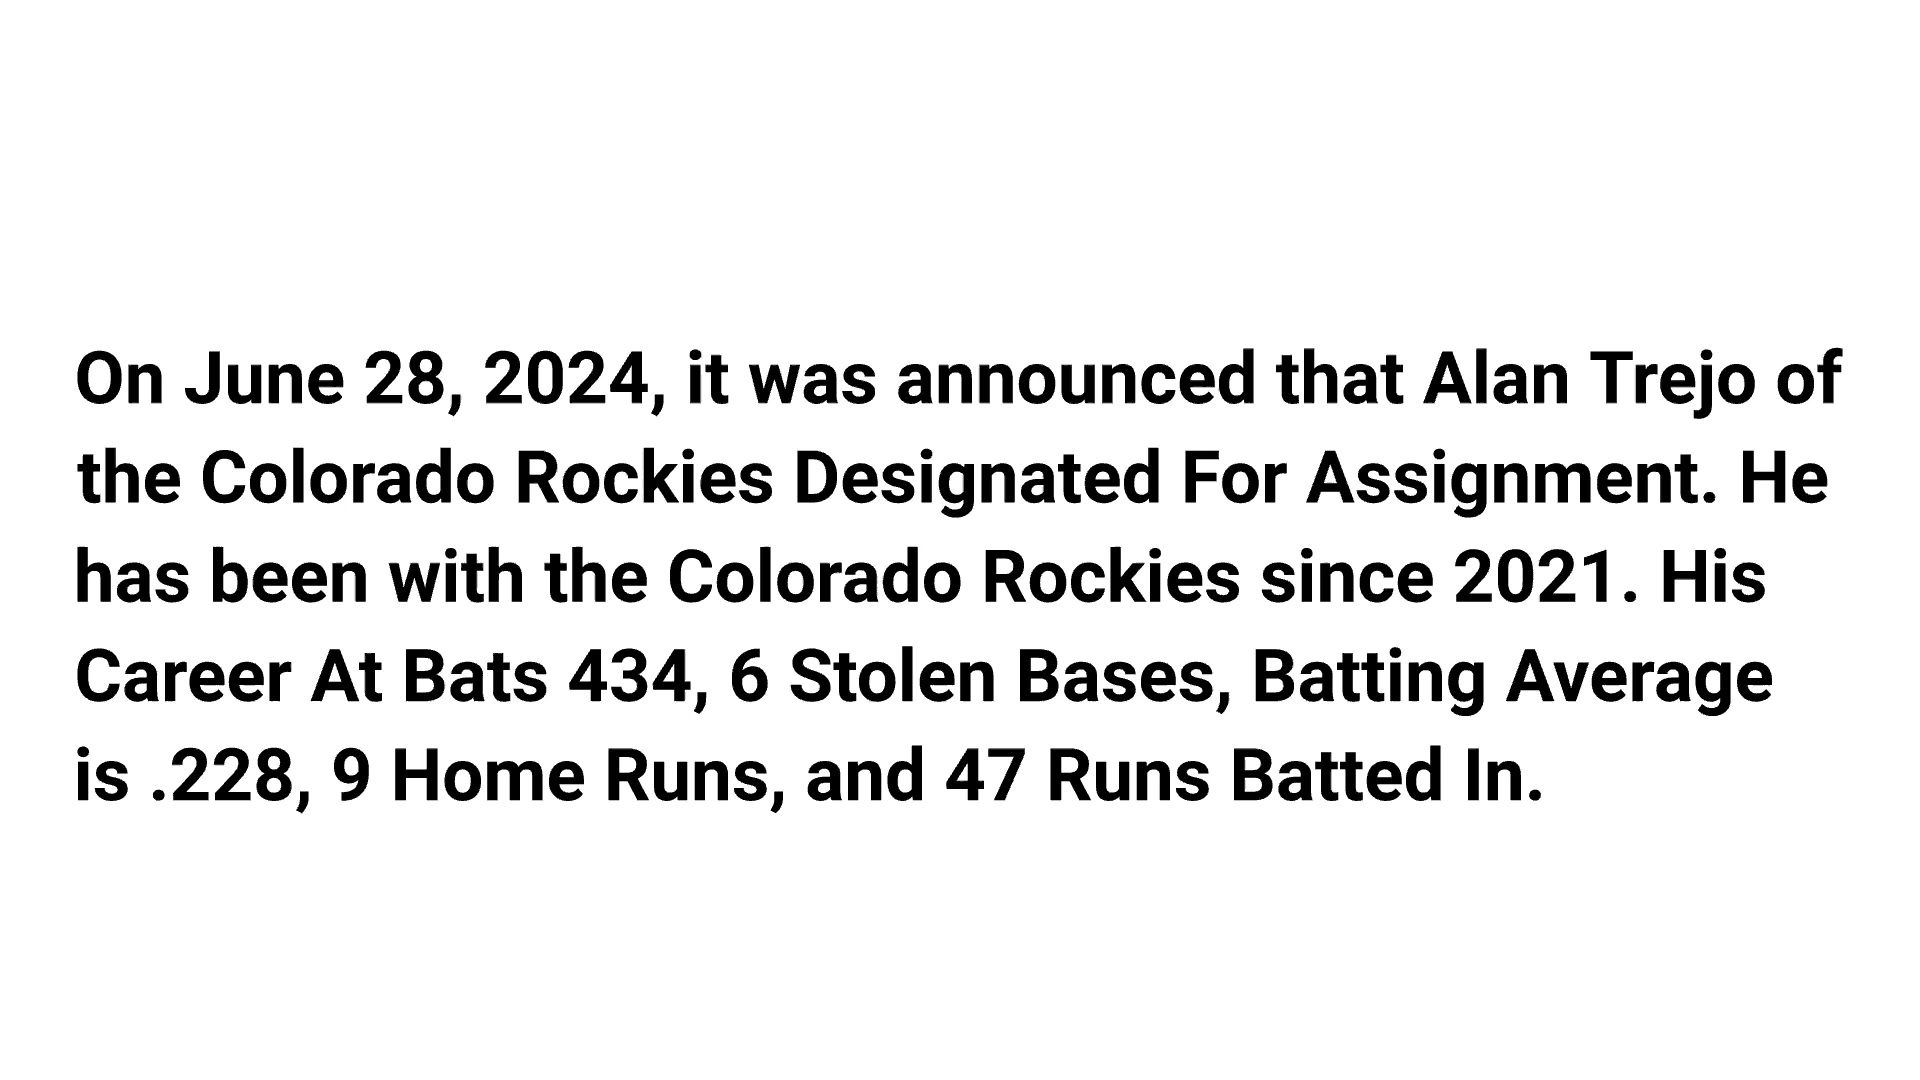 On June 28, 2024, it was announced that Alan Trejo of
the Colorado Rockies Designated For Assignment. He
has been with the Colorado Rockies since 2021. His
Career At Bats 434, 6 Stolen Bases, Batting Average
is .228, 9 Home Runs, and 47 Runs Batted In.